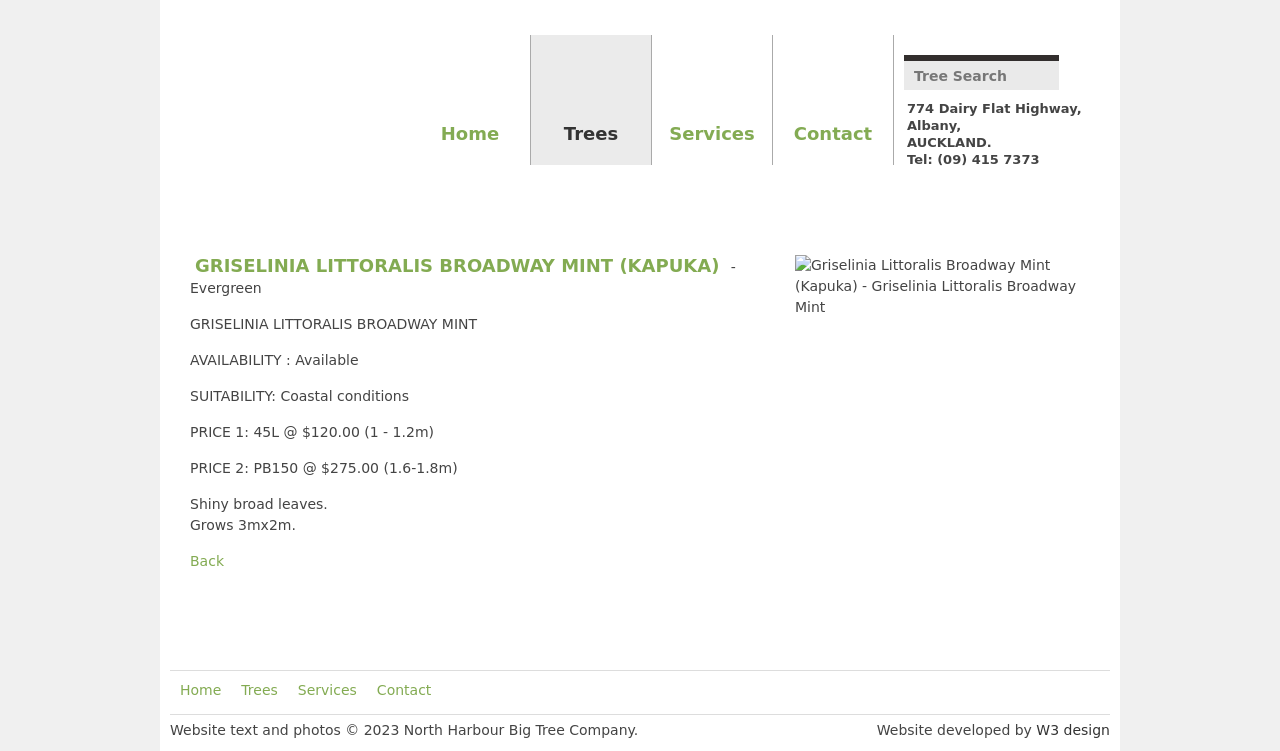 Home
Trees
Services
Contact
Tree Search
774 Dairy Flat Highway,
Albany,
AUCKLAND.
Tel: (09) 415 7373
GRISELINIA LITTORALIS BROADWAY MINT (KAPUKA) -
Evergreen
GRISELINIA LITTORALIS BROADWAY MINT
AVAILABILITY : Available
SUITABILITY: Coastal conditions
PRICE 1: 45L @ $120.00 (1 - 1.2m)
PRICE 2: PB150 @ $275.00 (1.6-1.8m)
Shiny broad leaves.
Grows 3mx2m.
Back
Griselinia Littoralis Broadway Mint
(Kapuka) - Griselinia Littoralis Broadway
Mint
Home Trees Services Contact
Website text and photos © 2023 North Harbour Big Tree Company.
Website developed by W3 design